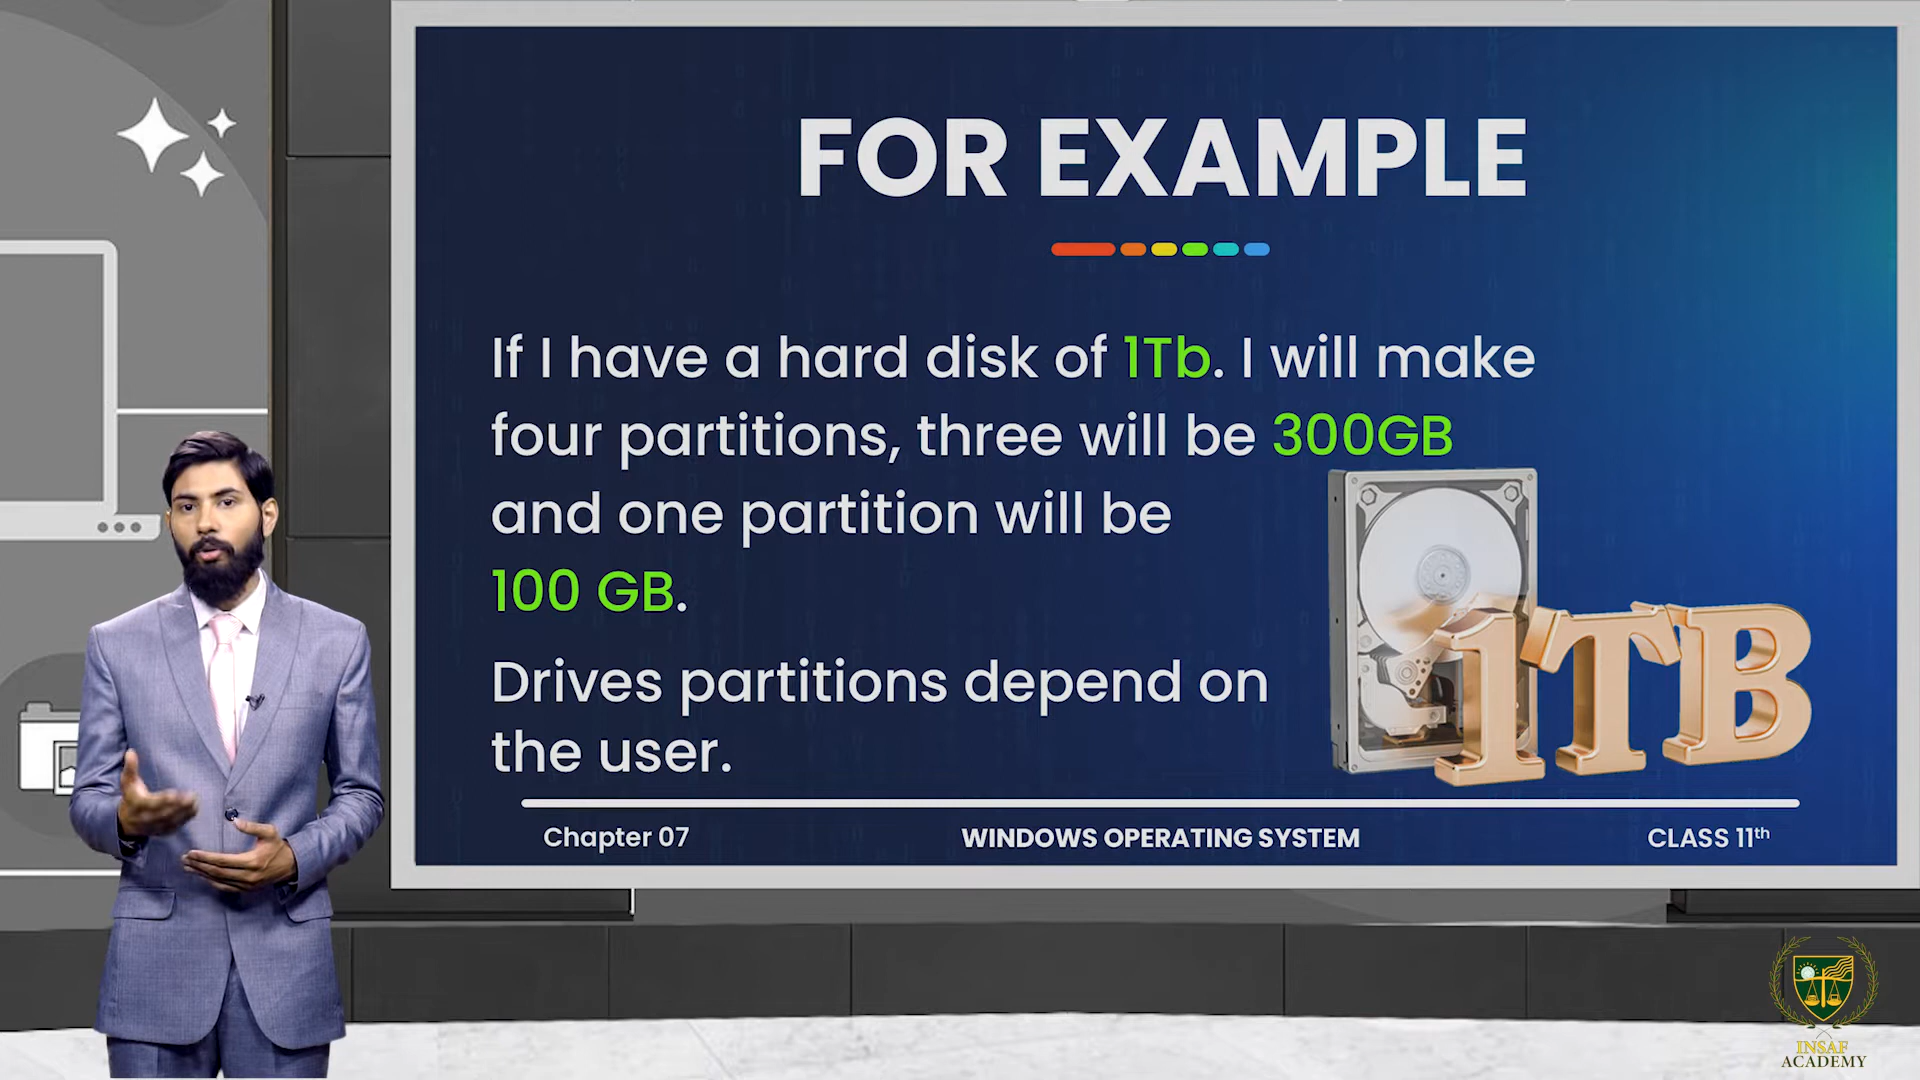 FOR EXAMPLE
If I have a hard disk of 1Tb. I will make
four partitions, three will be 300GB
and one partition will be
100 GB.
Drives partitions depend on
the user.
1TB
Chapter 07
WINDOWS OPERATING SYSTEM
CLASS 11th
INSAF
ACADEMY